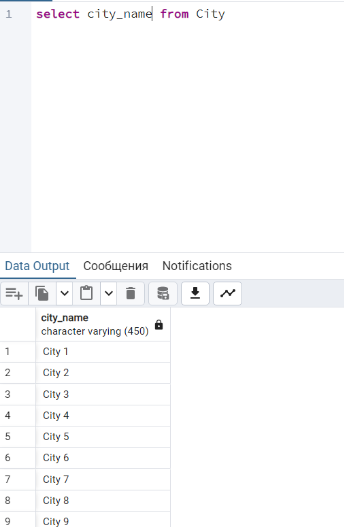 1 select city_name from City
Data Output Сообщения Notifications
city_name
character varying (450)
1 City 1
2 City 2
3 City 3
4 City 4
5 City 5
6 City 6
7 City 7
8 City 8
9 City 9